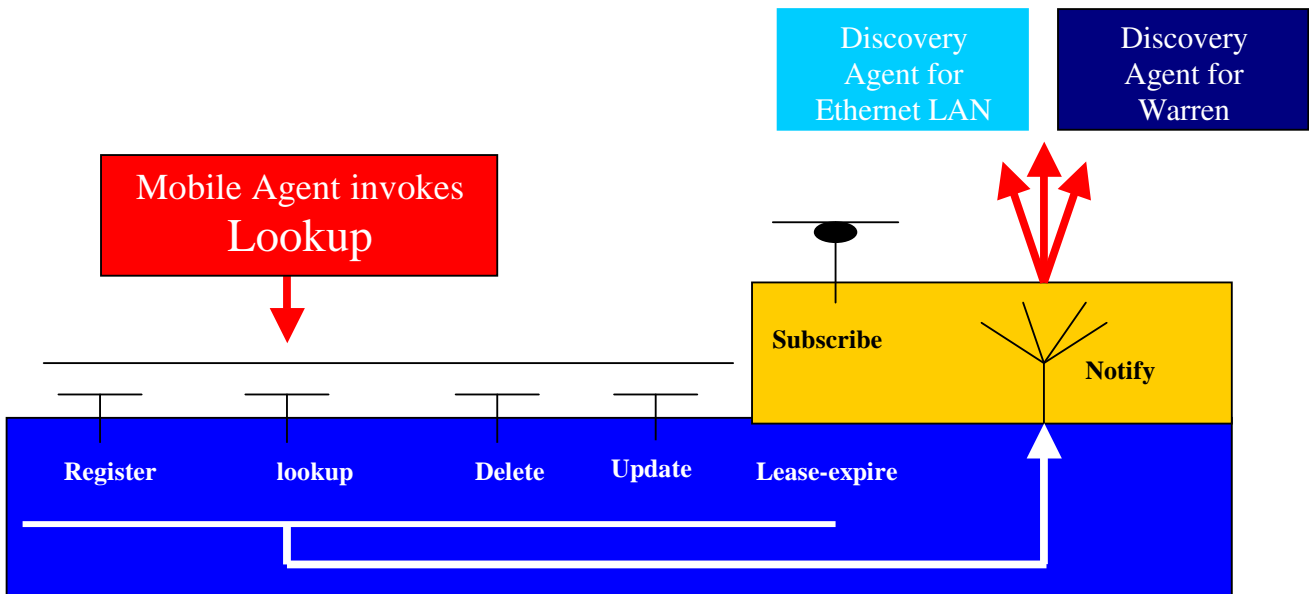 Discovery
Agent for
Ethernet LAN
Discovery
Agent for
Warren
Mobile Agent invokes
Lookup
Subscribe
Notify
Register
lookup
Delete
Update
Lease-expire